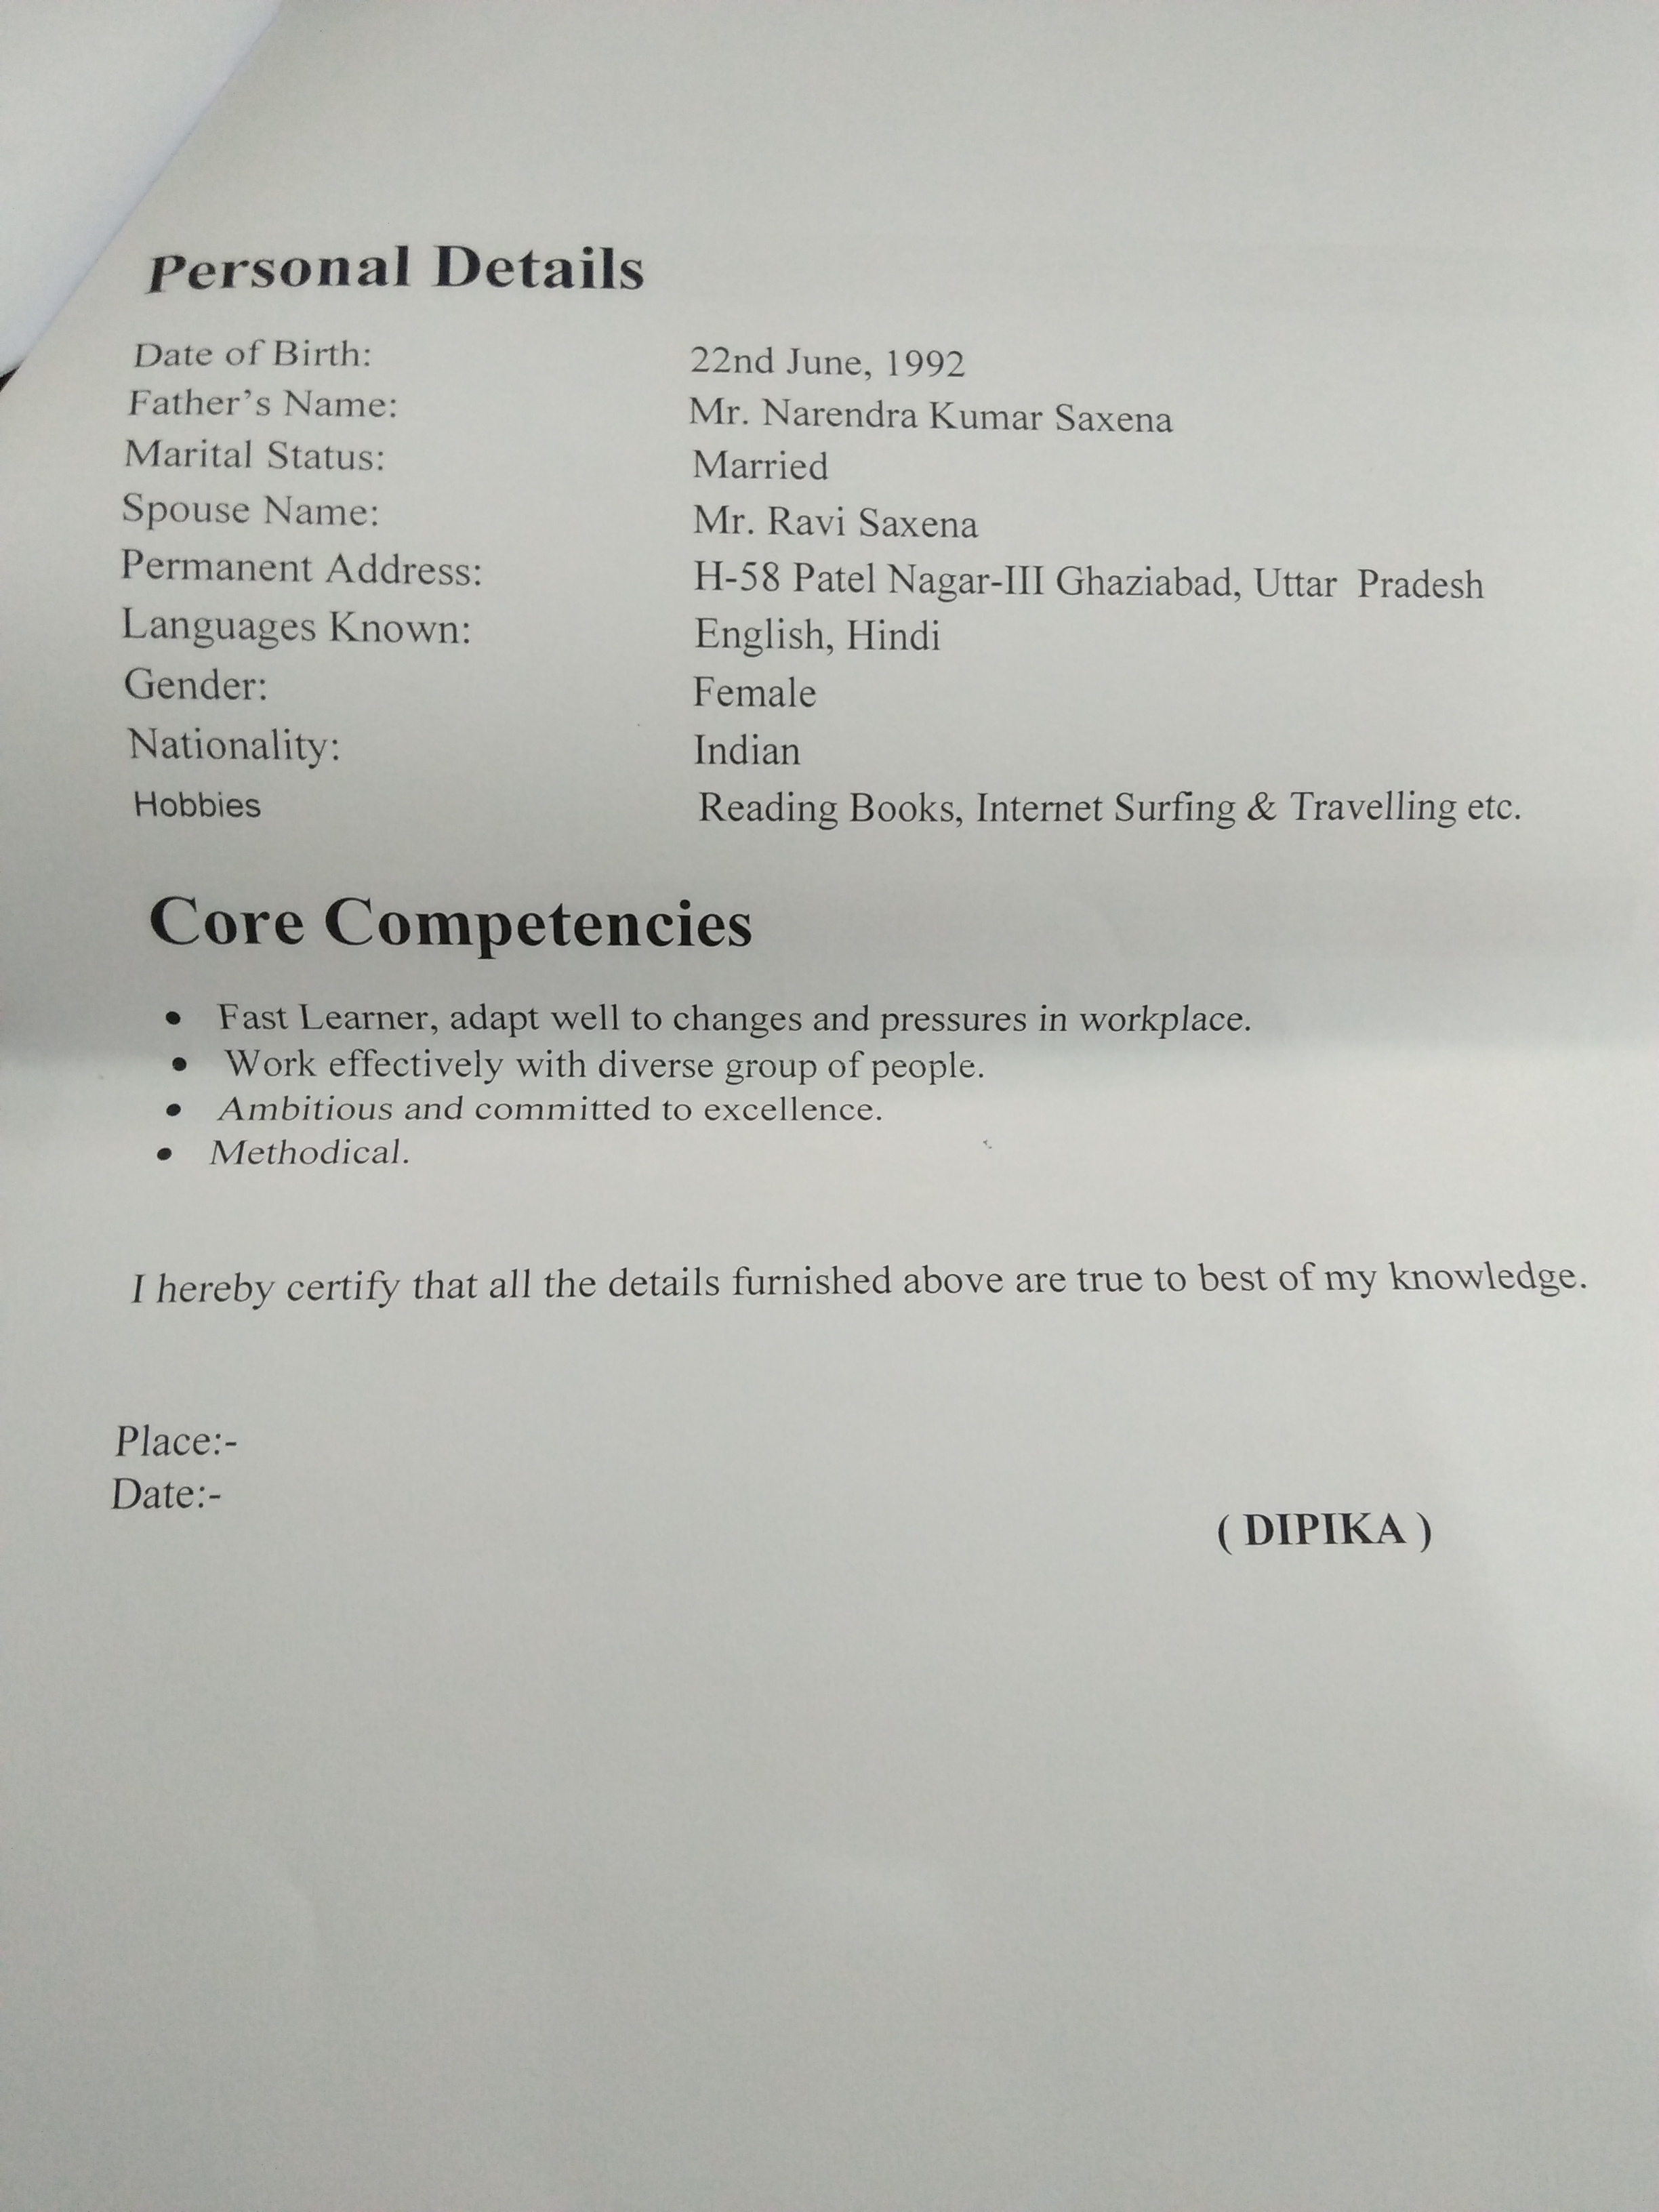 Personal Details
Date of Birth: 22nd June, 1992
Father's Name: Mr. Narendra Kumar Saxena
Marital Status: Married
Spouse Name: Mr. Ravi Saxena
Permanent Address: H-58 Patel Nagar-III Ghaziabad, Uttar Pradesh
Languages Known: English, Hindi
Gender: Female
Nationality: Indian
Hobbies Reading Books, Internet Surfing & Travelling etc.
Core Competencies
• Fast Learner, adapt well to changes and pressures in workplace.
• Work effectively with diverse group of people.
• Ambitious and committed to excellence.
• Methodical.
I hereby certify that all the details furnished above are true to best of my knowledge.
Place:-
Date:-
( DIPIKA )